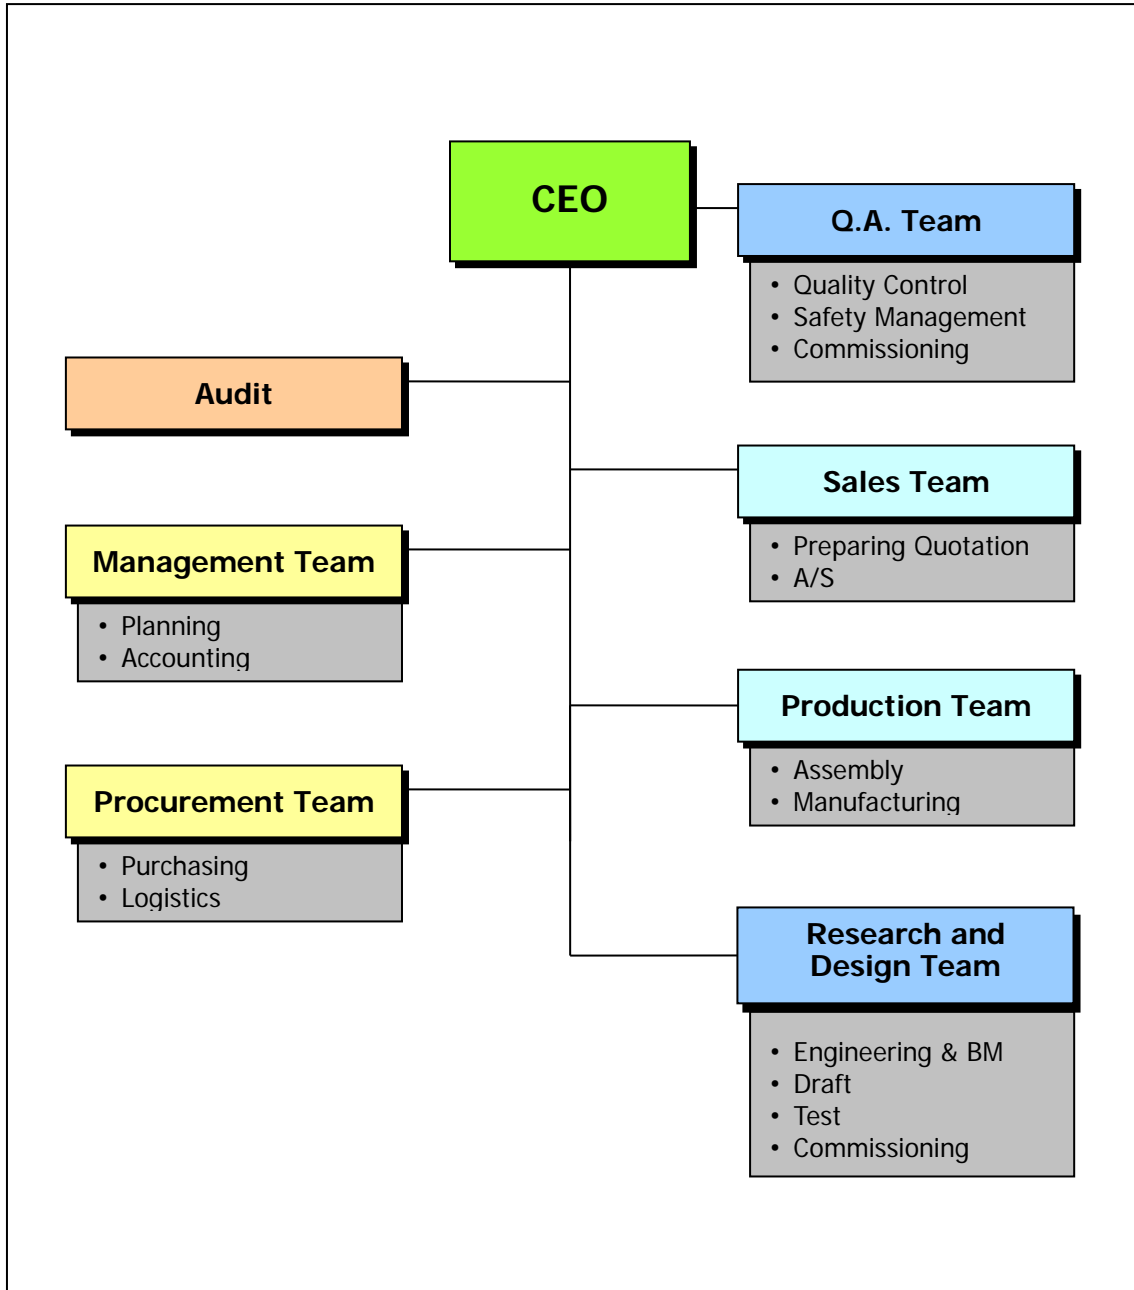 CEO
Q.A. Team
• Quality Control
• Safety Management
• Commissioning
Audit
Sales Team
• Preparing Quotation
• A/S
Management Team
• Planning
• Accounting
Production Team
• Assembly
• Manufacturing
Procurement Team
• Purchasing
• Logistics
Research and
Design Team
• Engineering & BM
• Draft
• Test
• Commissioning